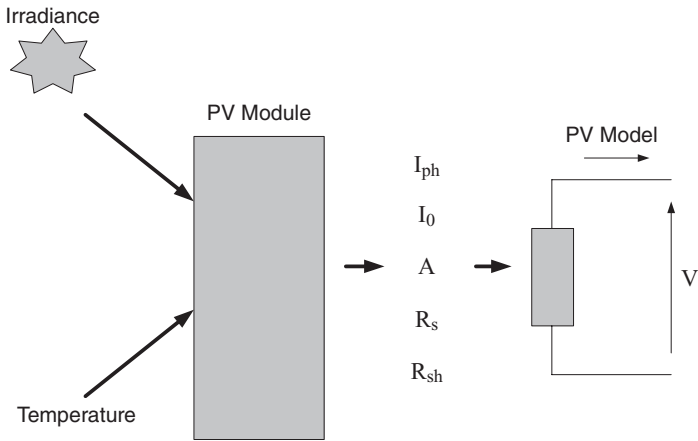 Irradiance
PV Module
PV Model
I_ph
I_0
A
R_s
R_sh
V
Temperature